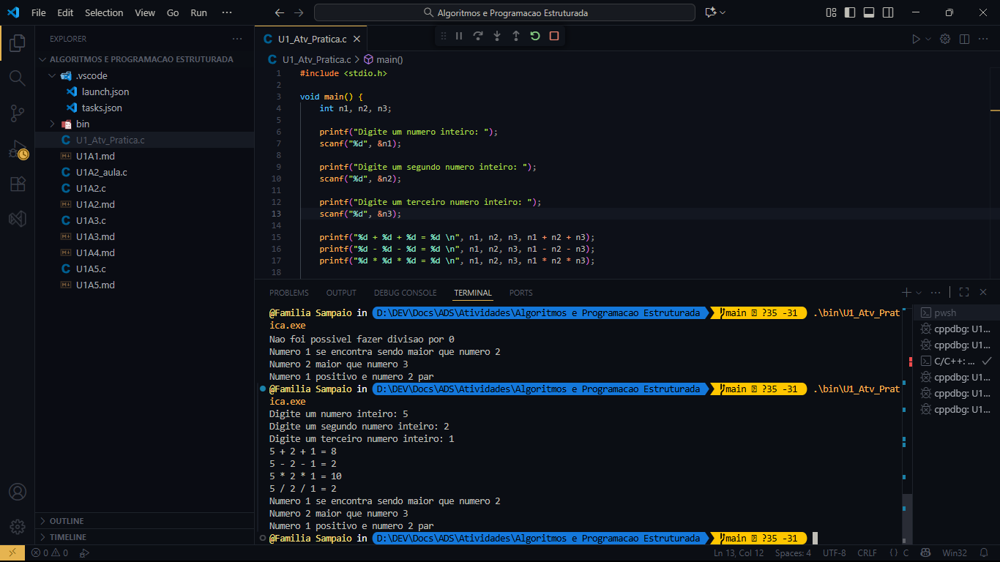 File Edit Selection View Go Run ···
Algoritmos e Programacao Estruturada
EXPLORER
ALGORITMOS E PROGRAMACAO ESTRUTURADA
.vscode
launch.json
tasks.json
bin
U1_Atv_Pratica.c
U1A1.md
U1A2_aula.c
U1A2.c
U1A2.md
U1A3.c
U1A3.md
U1A4.md
U1A5.c
U1A5.md
OUTLINE
TIMELINE
U1_Atv_Pratica.c
U1_Atv_Pratica.c > main()
1 #include <stdio.h>
2
3 void main() {
4 int n1, n2, n3;
5
6 printf("Digite um numero inteiro: ");
7 scanf("%d", &n1);
8
9 printf("Digite um segundo numero inteiro: ");
10 scanf("%d", &n2);
11
12 printf("Digite um terceiro numero inteiro: ");
13 scanf("%d", &n3);
14
15 printf("%d + %d + %d = %d \n", n1, n2, n3, n1 + n2 + n3);
16 printf("%d - %d - %d = %d \n", n1, n2, n3, n1 - n2 - n3);
17 printf("%d * %d * %d = %d \n", n1, n2, n3, n1 * n2 * n3);
18
PROBLEMS OUTPUT DEBUG CONSOLE TERMINAL PORTS
@Familia Sampaio in D:\DEV\Docs\ADS\Atividades\Algoritmos e Programacao Estruturada main ?35 -31 .\bin\U1_Atv_Prat
ica.exe
Nao foi possivel fazer divisao por 0
Numero 1 se encontra sendo maior que numero 2
Numero 2 maior que numero 3
Numero 1 positivo e numero 2 par
@Familia Sampaio in D:\DEV\Docs\ADS\Atividades\Algoritmos e Programacao Estruturada main ?35 -31 .\bin\U1_Atv_Prat
ica.exe
Digite um numero inteiro: 5
Digite um segundo numero inteiro: 2
Digite um terceiro numero inteiro: 1
5 + 2 + 1 = 8
5 - 2 - 1 = 2
5 * 2 * 1 = 10
5 / 2 / 1 = 2
Numero 1 se encontra sendo maior que numero 2
Numero 2 maior que numero 3
Numero 1 positivo e numero 2 par
@Familia Sampaio in D:\DEV\Docs\ADS\Atividades\Algoritmos e Programacao Estruturada main ?35 -31
pwsh
cppdbg: U1...
cppdbg: U1...
C/C++: ...
cppdbg: U1...
cppdbg: U1...
cppdbg: U1...
0 0
Ln 13, Col 12 Spaces: 4 UTF-8 CRLF {} C Win32